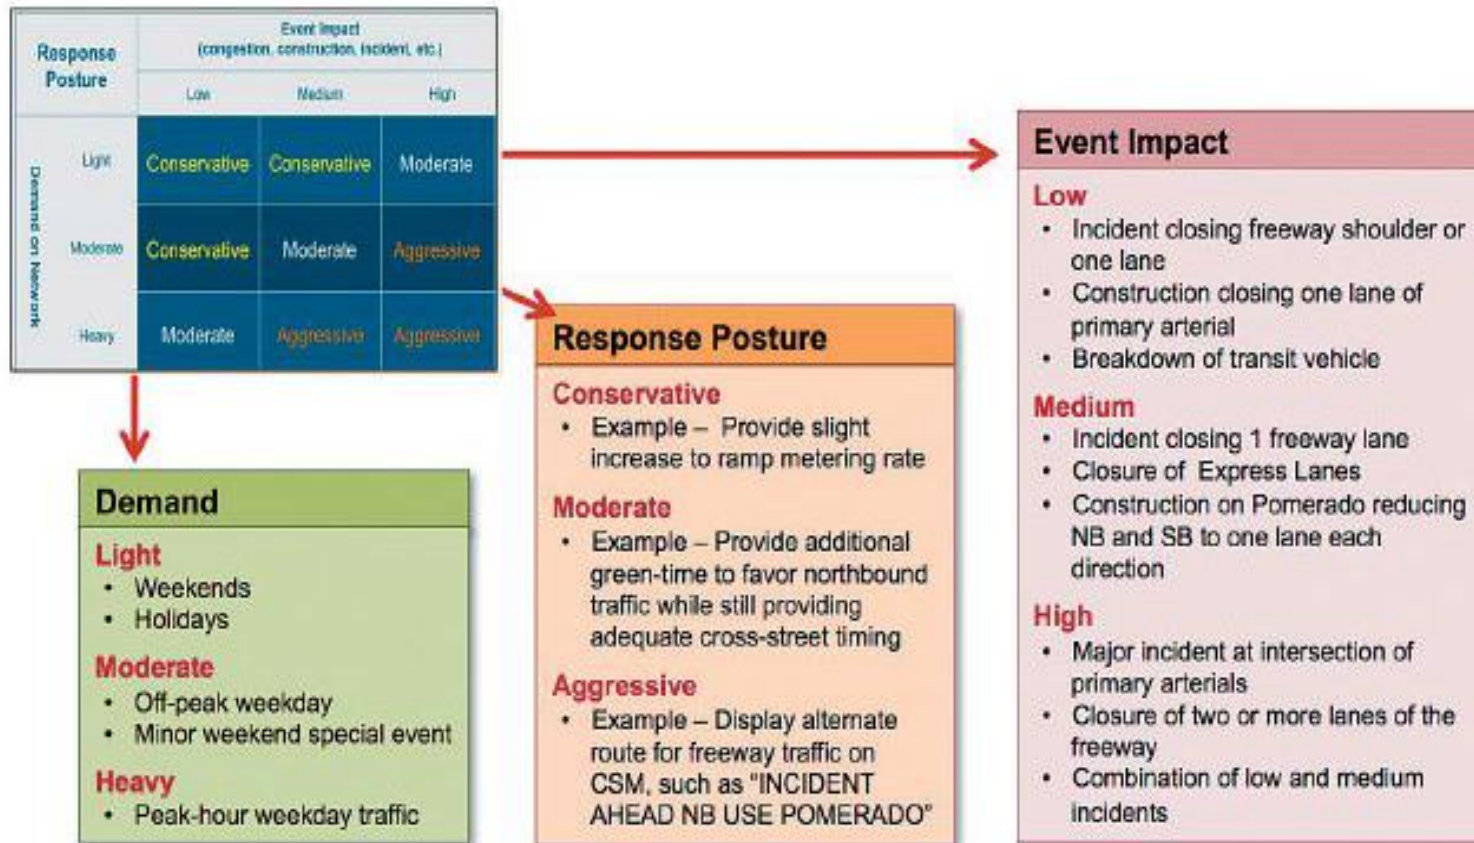 Response
Posture
Event Impact
(congestion, construction, incident, etc.)
Low Medium High
Demand on Network
Light Conservative Conservative Moderate
Moderate Conservative Moderate Aggressive
Heavy Moderate Aggressive Aggressive
Demand
Light
• Weekends
• Holidays
Moderate
• Off-peak weekday
• Minor weekend special event
Heavy
• Peak-hour weekday traffic
Response Posture
Conservative
• Example – Provide slight
increase to ramp metering rate
Moderate
• Example – Provide additional
green-time to favor northbound
traffic while still providing
adequate cross-street timing
Aggressive
• Example – Display alternate
route for freeway traffic on
CSM, such as "INCIDENT
AHEAD NB USE POMERADO"
Event Impact
Low
• Incident closing freeway shoulder or
one lane
• Construction closing one lane of
primary arterial
• Breakdown of transit vehicle
Medium
• Incident closing 1 freeway lane
• Closure of Express Lanes
• Construction on Pomerado reducing
NB and SB to one lane each
direction
High
• Major incident at intersection of
primary arterials
• Closure of two or more lanes of the
freeway
• Combination of low and medium
incidents